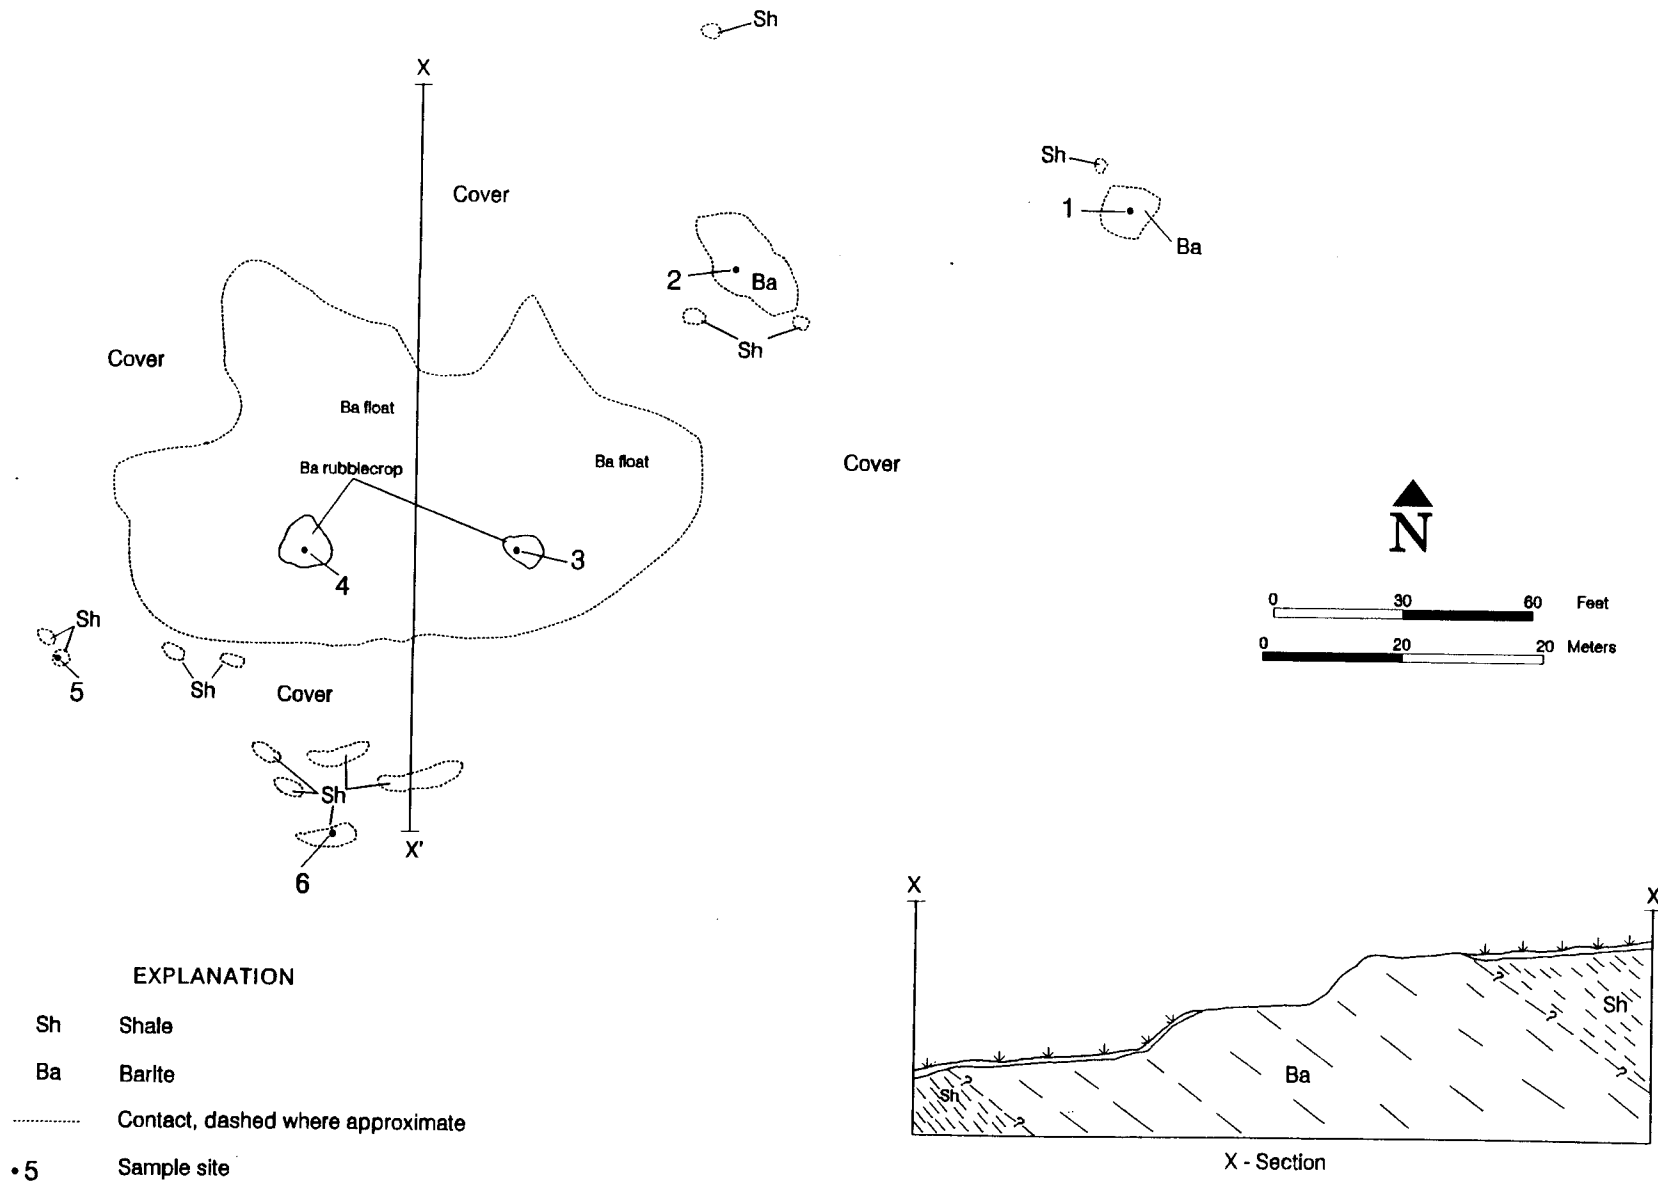 Sh
X
Sh
Cover
1
Ba
2
Ba
Sh
Cover
Ba float
Ba float
Cover
Ba rubblecrop
N
3
4
0 30 60 Feet
Sh
0 20 20 Meters
5
Sh
Cover
Sh
X'
6
X
X
EXPLANATION
Sh Shale
Ba Barite
Contact, dashed where approximate
5 Sample site
?
?
Sh
?
?
Ba
Sh
?
X - Section